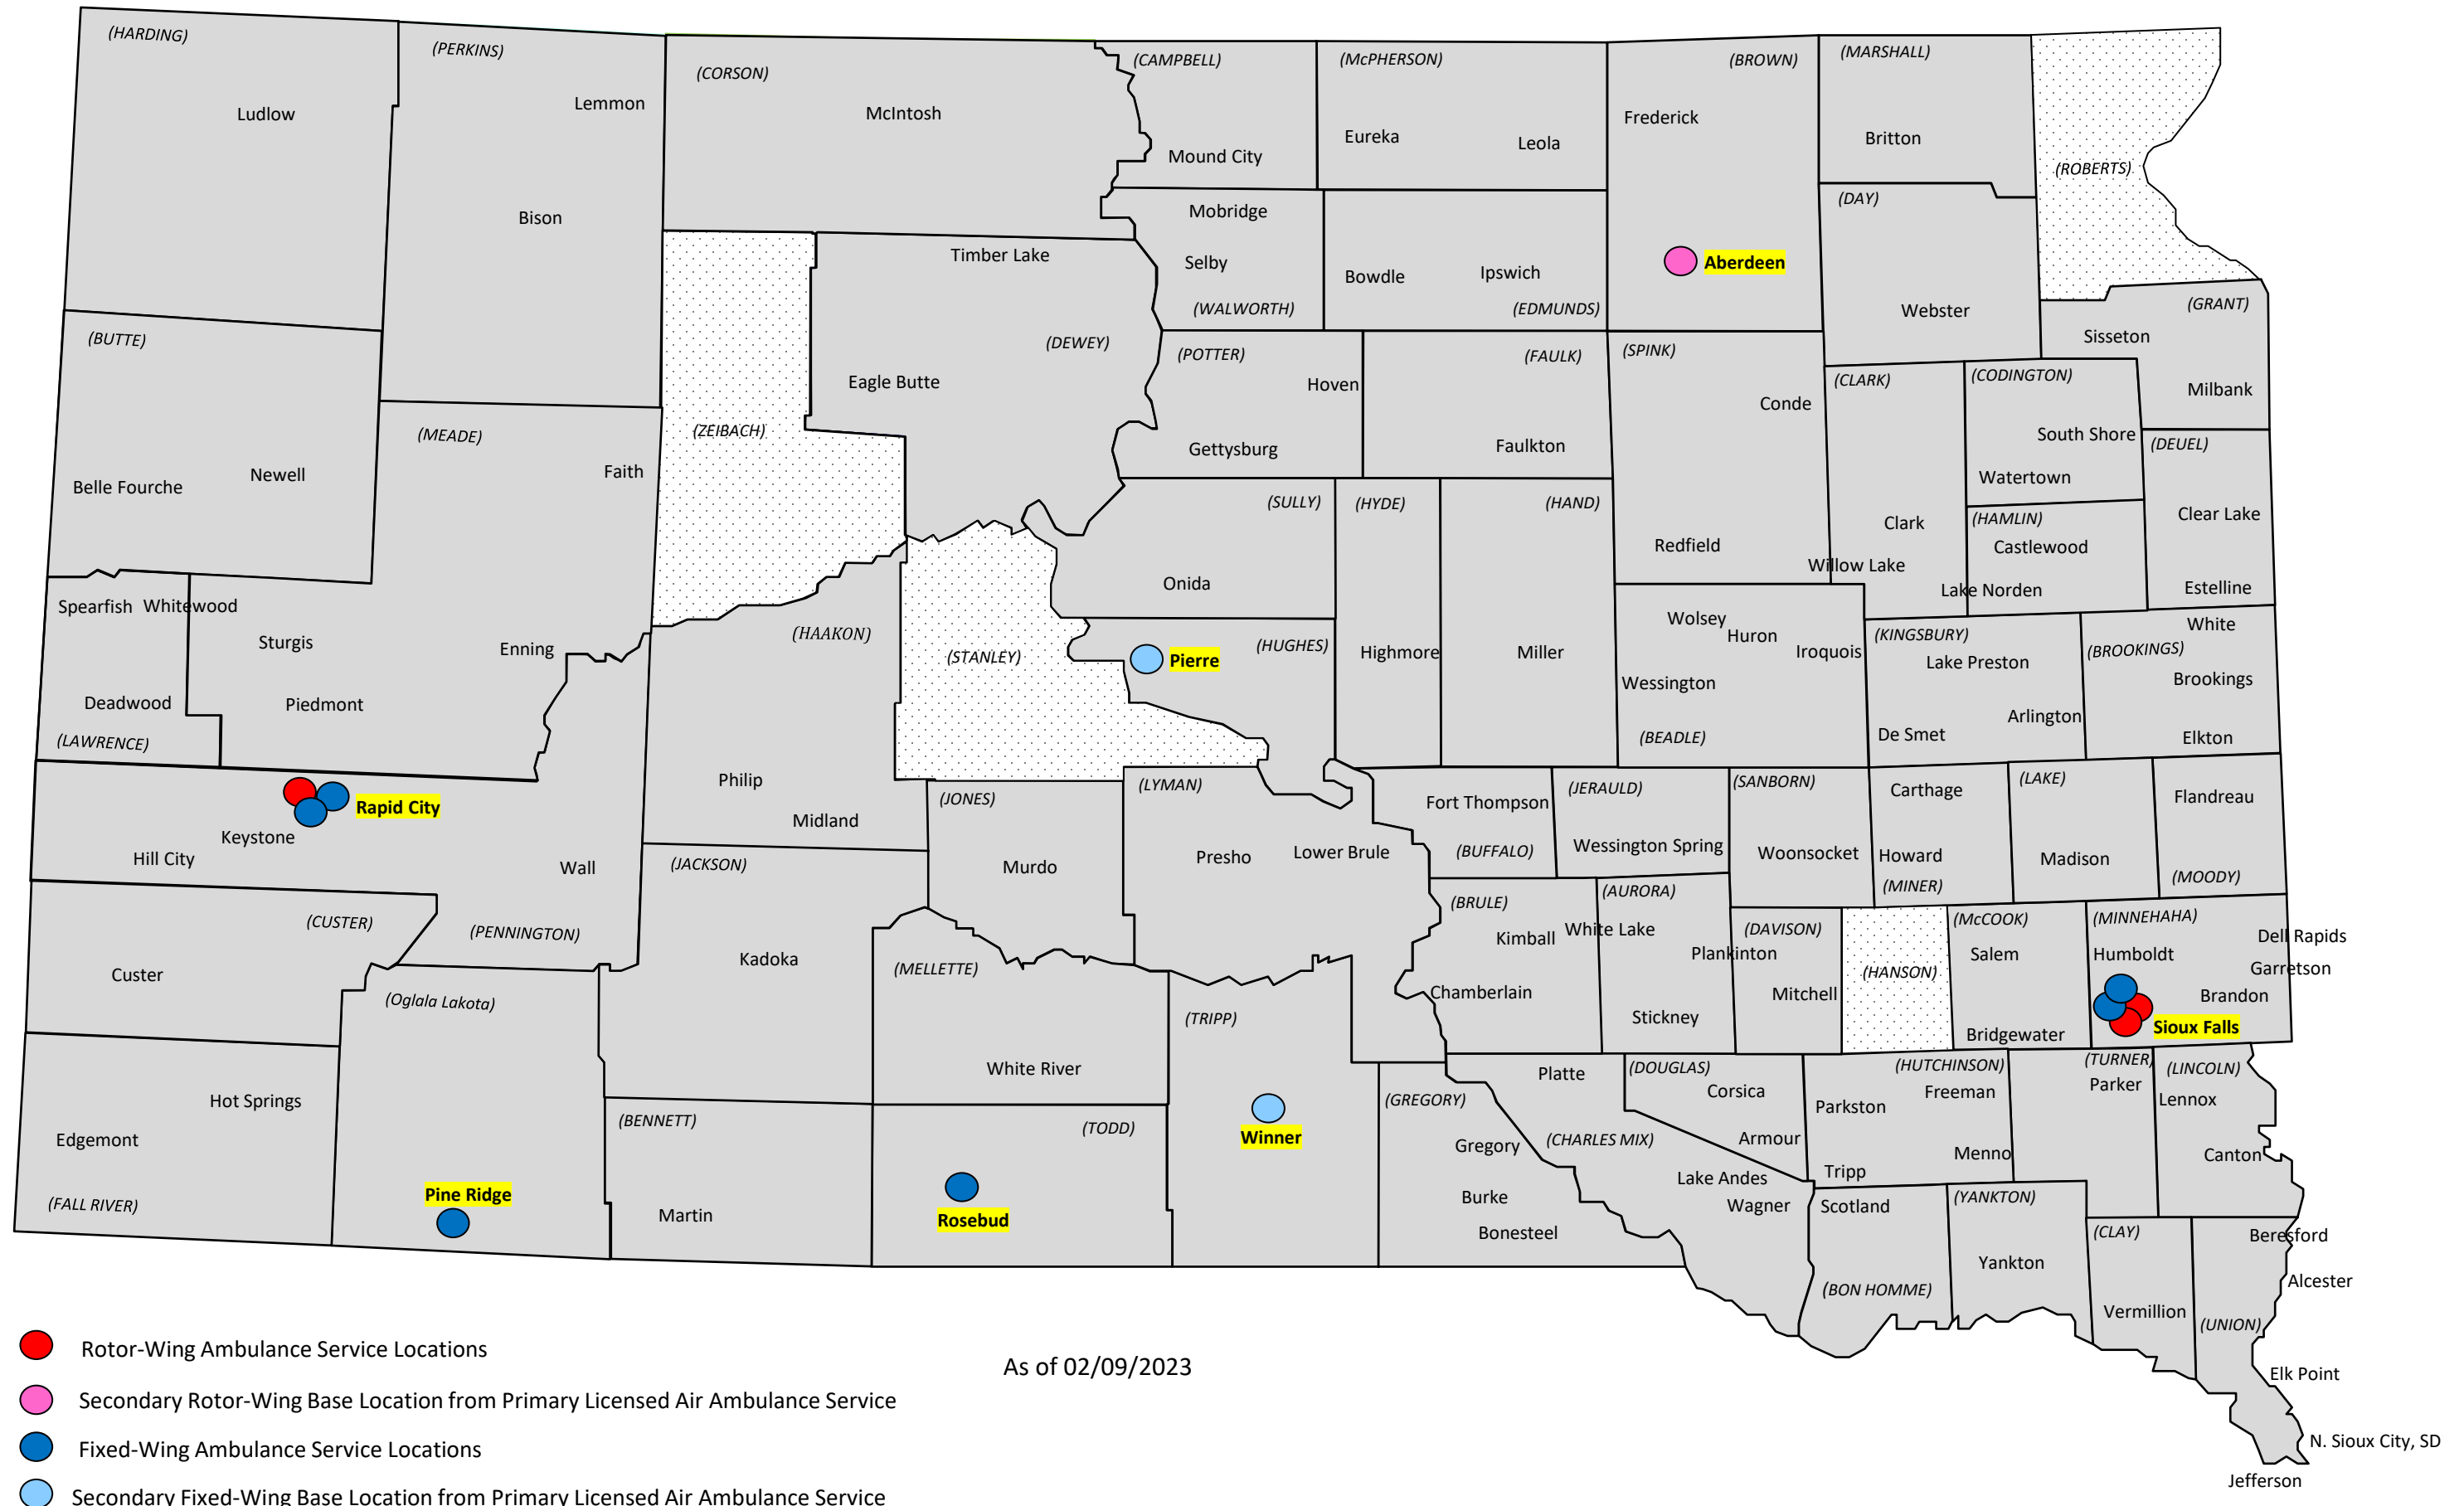 (HARDING)
Ludlow
(PERKINS)
Lemmon
Bison
(CORSON)
McIntosh
(CAMPBELL)
Mound City
(McPHERSON)
Eureka
Leola
(BROWN)
Frederick
Aberdeen
(MARSHALL)
Britton
(ROBERTS)
(DAY)
Webster
Mobridge
Selby
(WALWORTH)
Bowdle
Ipswich
(EDMUNDS)
Timber Lake
(DEWEY)
Eagle Butte
(ZEIBACH)
(BUTTE)
Belle Fourche
Newell
(MEADE)
Faith
Sturgis
Enning
Piedmont
(POTTER)
Hoven
Gettysburg
(FAULK)
Faulkton
(SPINK)
Conde
Redfield
(CLARK)
Clark
Willow Lake
(CODINGTON)
South Shore
Watertown
(GRANT)
Sisseton
Milbank
(DEUEL)
Clear Lake
Estelline
(HAMLIN)
Castlewood
Lake Norden
(SULLY)
Onida
(HYDE)
Highmore
(HAND)
Miller
Spearfish
Whitewood
Deadwood
(LAWRENCE)
(HAAKON)
Philip
Midland
(STANLEY)
(HUGHES)
Pierre
Wolsey
Huron
Iroquois
Wessington
(BEADLE)
(KINGSBURY)
Lake Preston
Arlington
De Smet
White
(BROOKINGS)
Brookings
Elkton
Rapid City
Keystone
Hill City
Wall
(PENNINGTON)
(JACKSON)
Kadoka
(JONES)
Murdo
(LYMAN)
Presho
Lower Brule
Fort Thompson
(BUFFALO)
(JERAULD)
Wessington Spring
(SANBORN)
Woonsocket
Carthage
Howard
(MINER)
(LAKE)
Madison
Flandreau
(MOODY)
(CUSTER)
Custer
(Oglala Lakota)
Pine Ridge
(MELLETTE)
White River
(BRULE)
Kimball
Chamberlain
(AURORA)
White Lake
Plankinton
Stickney
(DAVISON)
Mitchell
(HANSON)
(McCOOK)
Salem
Bridgewater
(MINNEHAHA)
Humboldt
Dell Rapids
Garretson
Brandon
Sioux Falls
Hot Springs
Edgemont
(FALL RIVER)
(BENNETT)
Martin
(TODD)
Rosebud
(TRIPP)
Winner
(GREGORY)
Gregory
Burke
Bonesteel
Platte
(CHARLES MIX)
Lake Andes
Wagner
(DOUGLAS)
Corsica
Armour
(HUTCHINSON)
Freeman
Parkston
Menno
Tripp
(TURNER)
Parker
(LINCOLN)
Lennox
Canton
Scotland
(BON HOMME)
(YANKTON)
Yankton
(CLAY)
Vermillion
Beresford
Alcester
(UNION)
Elk Point
N. Sioux City, SD
Jefferson
As of 02/09/2023
Rotor-Wing Ambulance Service Locations
Secondary Rotor-Wing Base Location from Primary Licensed Air Ambulance Service
Fixed-Wing Ambulance Service Locations
Secondary Fixed-Wing Base Location from Primary Licensed Air Ambulance Service